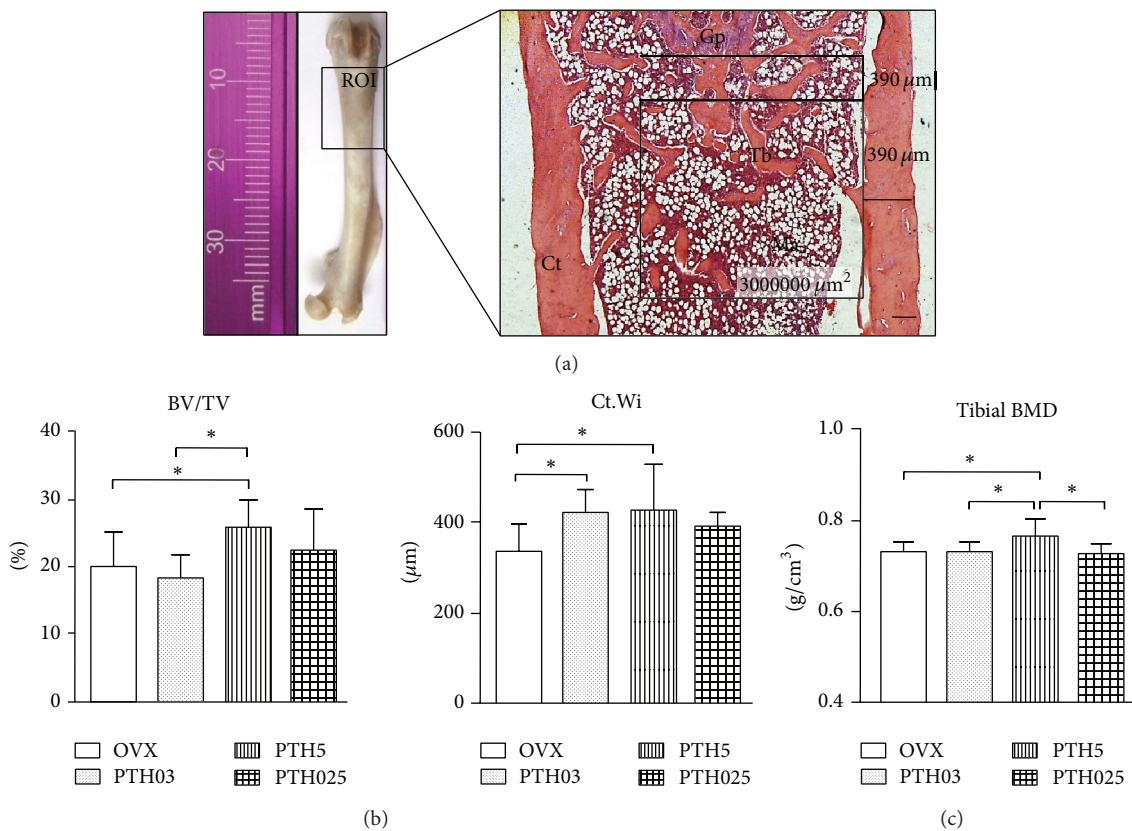 10
20
30
mm
ROI
Gp
390 μm
Tb
390 μm
Ct
Ma
3000000 μm²
(a)
BV/TV
(%)
40
30
20
10
0
*
*
OVX
PTH5
PTH03
PTH025
Ct.Wi
(μm)
600
400
200
0
*
*
OVX
PTH5
PTH03
PTH025
(b)
Tibial BMD
(g/cm³)
1.0
0.8
0.6
0.4
*
*
*
OVX
PTH5
PTH03
PTH025
(c)